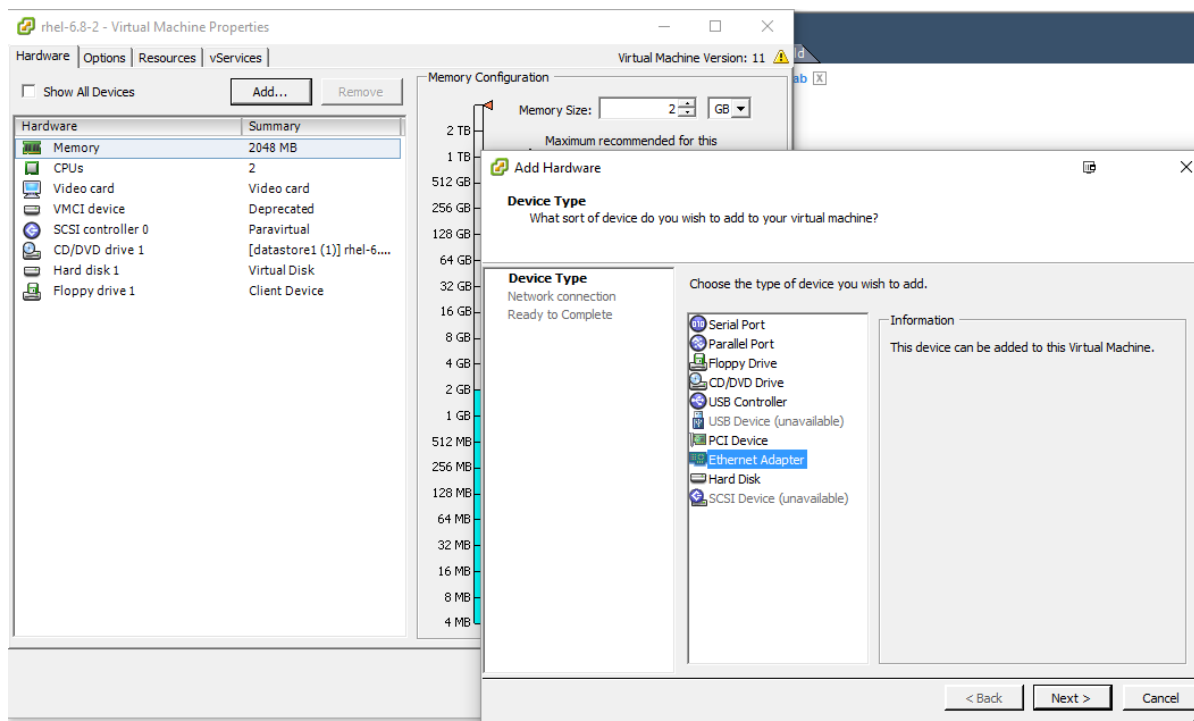 rhel-6.8-2 - Virtual Machine Properties
Hardware Options Resources vServices
Virtual Machine Version: 11
Show All Devices
Add...
Remove
Hardware Summary
Memory 2048 MB
CPUs 2
Video card Video card
VMCI device Deprecated
SCSI controller 0 Paravirtual
CD/DVD drive 1 [datastore1 (1)] rhel-6....
Hard disk 1 Virtual Disk
Floppy drive 1 Client Device
Memory Configuration
Memory Size: 2 GB
Maximum recommended for this
2 TB
1 TB
512 GB
256 GB
128 GB
64 GB
32 GB
16 GB
8 GB
4 GB
2 GB
1 GB
512 MB
256 MB
128 MB
64 MB
32 MB
16 MB
8 MB
4 MB
ld
ab X
Add Hardware
Device Type
What sort of device do you wish to add to your virtual machine?
Device Type
Network connection
Ready to Complete
Choose the type of device you wish to add.
Serial Port
Parallel Port
Floppy Drive
CD/DVD Drive
USB Controller
USB Device (unavailable)
PCI Device
Ethernet Adapter
Hard Disk
SCSI Device (unavailable)
Information
This device can be added to this Virtual Machine.
< Back
Next >
Cancel